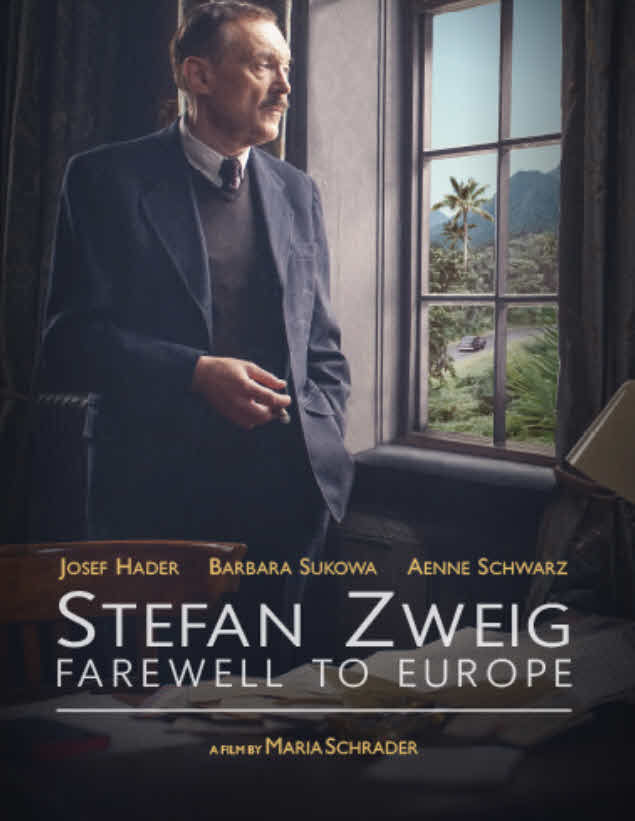 Josef Hader Barbara Sukowa Aenne Schwarz
Stefan Zweig
FAREWELL TO EUROPE
A FILM BY MARIA SCHRADER